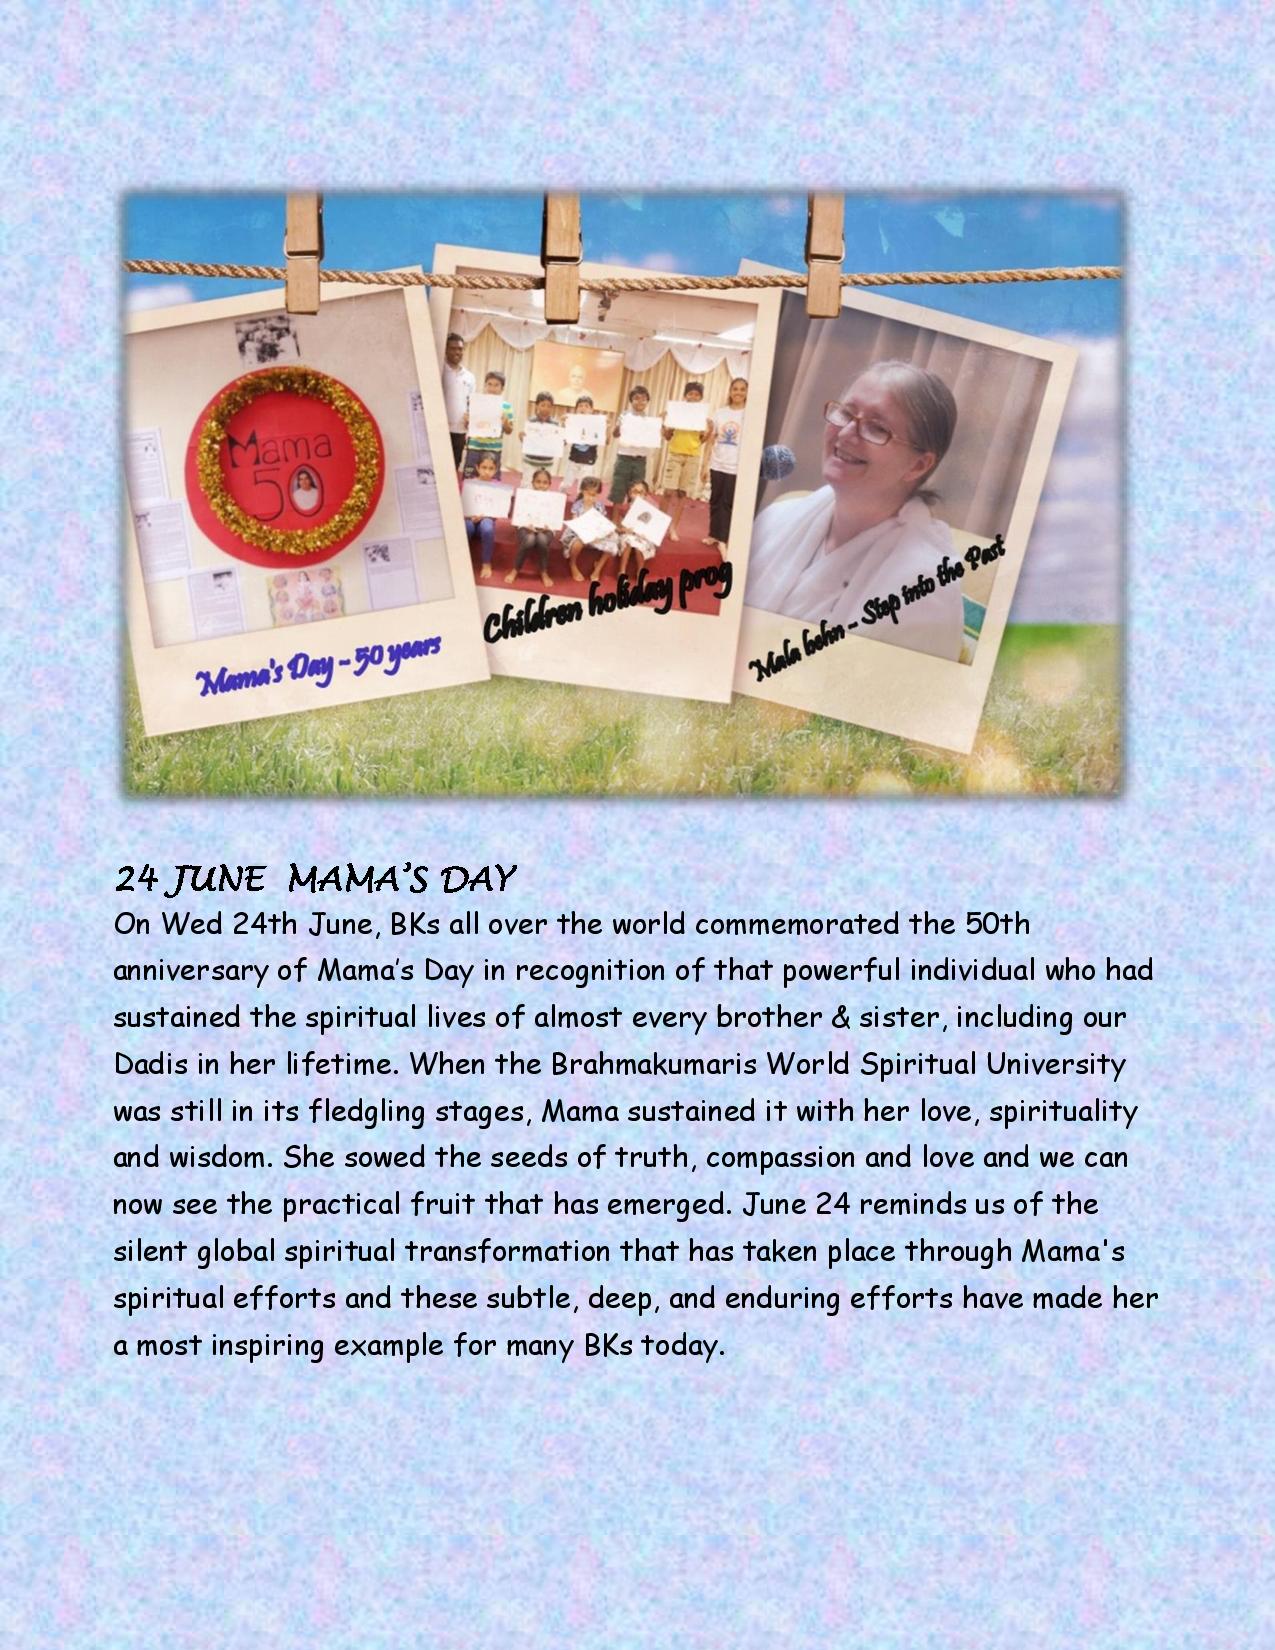 Mama
50
Mama's Day - 50 years
Children holiday prog
Mala behn - Step into the Past
24 JUNE  MAMA’S DAY
On Wed 24th June, BKs all over the world commemorated the 50th
anniversary of Mama’s Day in recognition of that powerful individual who had
sustained the spiritual lives of almost every brother & sister, including our
Dadis in her lifetime. When the Brahmakumaris World Spiritual University
was still in its fledgling stages, Mama sustained it with her love, spirituality
and wisdom. She sowed the seeds of truth, compassion and love and we can
now see the practical fruit that has emerged. June 24 reminds us of the
silent global spiritual transformation that has taken place through Mama's
spiritual efforts and these subtle, deep, and enduring efforts have made her
a most inspiring example for many BKs today.